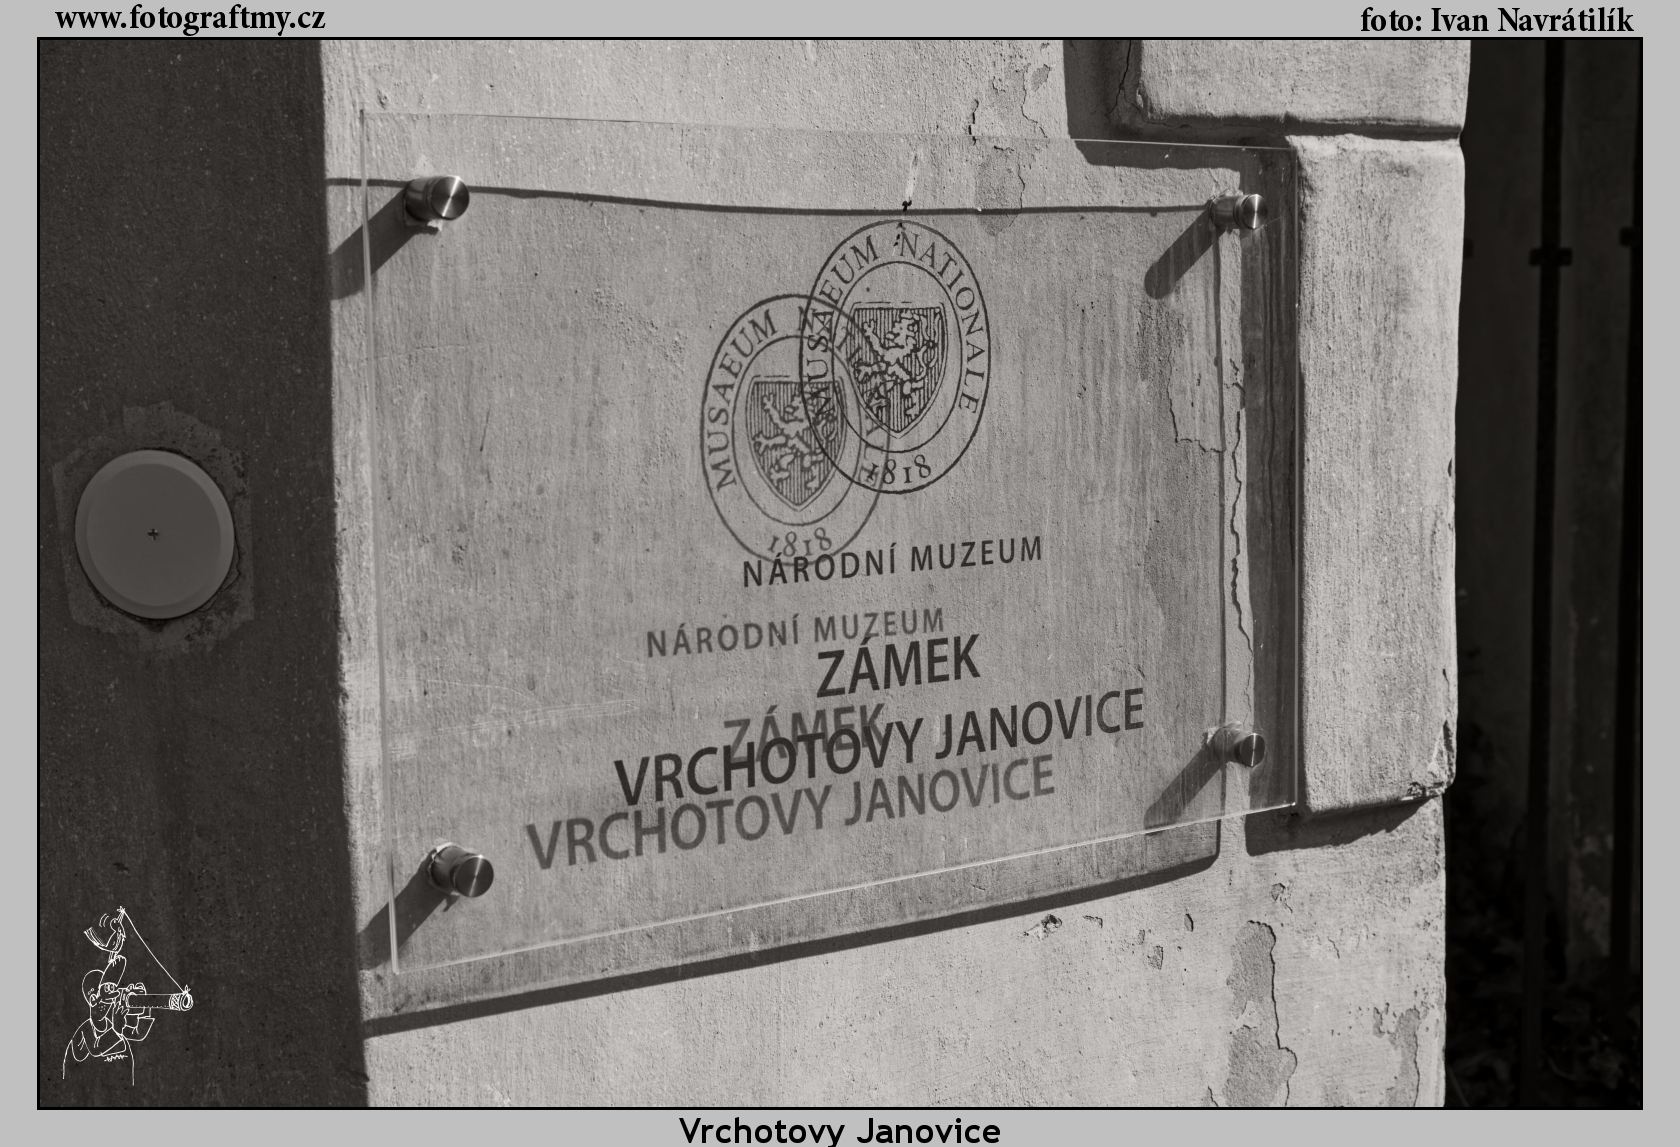 www.fotograftmy.cz
foto: Ivan Navrátilík
MUSAEUM NATIONALE
1818
NÁRODNÍ MUZEUM
ZÁMEK
VRCHOTOVY JANOVICE
Vrchotovy Janovice